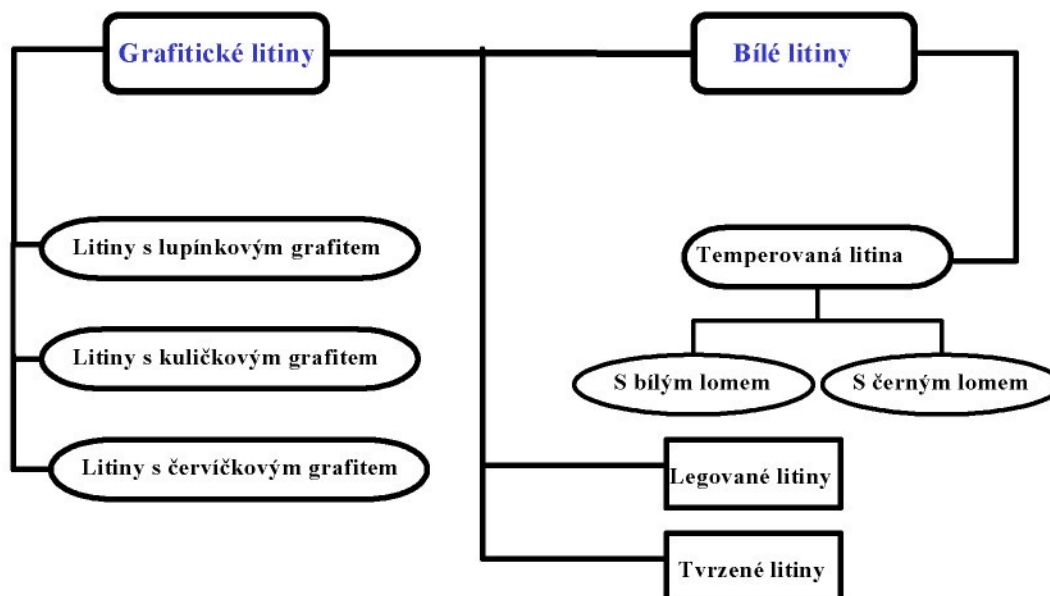 Grafitické litiny
Bílé litiny
Litiny s lupínkovým grafitem
Temperovaná litina
Litiny s kuličkovým grafitem
S bílým lomem
S černým lomem
Litiny s červíčkovým grafitem
Legované litiny
Tvrzené litiny